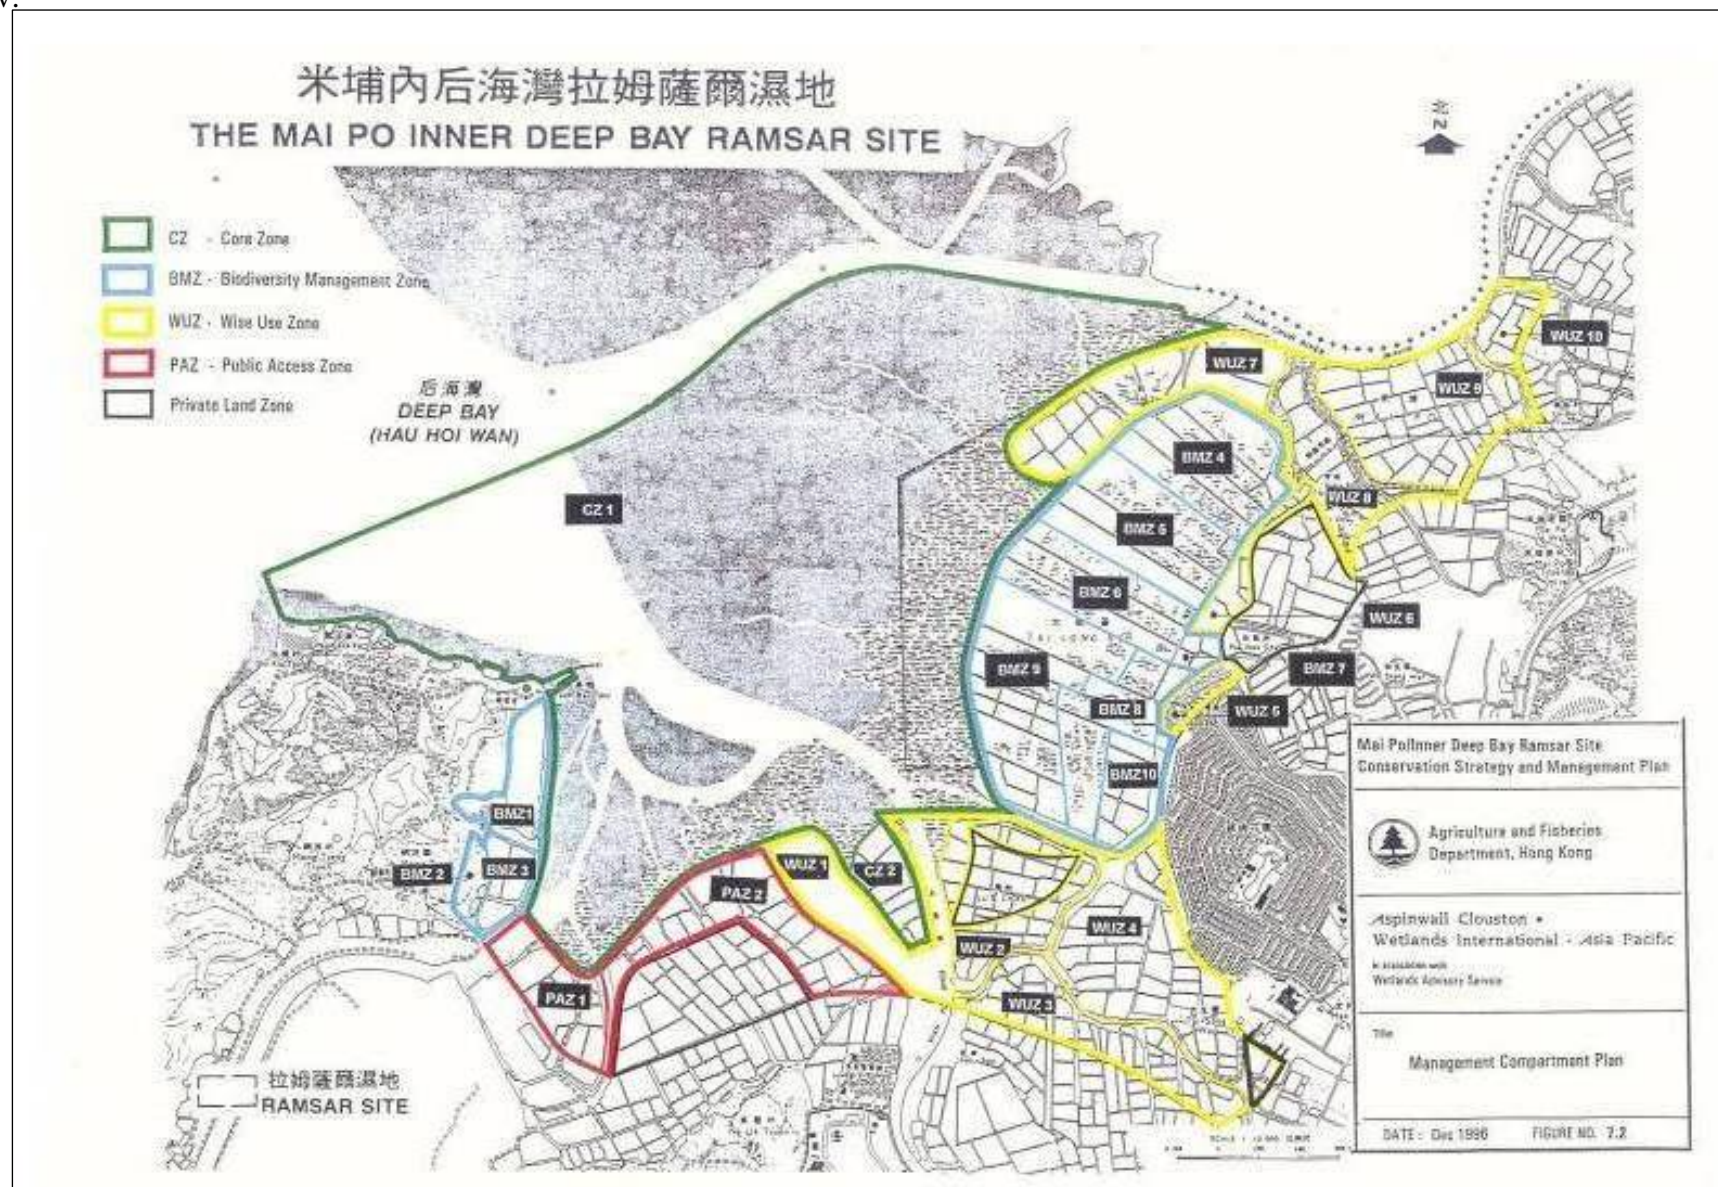 米埔內后海灣拉姆薩爾濕地
THE MAI PO INNER DEEP BAY RAMSAR SITE
N
CZ - Core Zone
BMZ - Biodiversity Management Zone
WUZ - Wise Use Zone
PAZ - Public Access Zone
Private Land Zone
后海灣
DEEP BAY
(HAU HOI WAN)
WUZ 10
WUZ 7
WUZ 9
BMZ 4
WUZ 8
CZ 1
BMZ 5
BMZ 6
WUZ 6
BMZ 9
BMZ 7
BMZ 8
WUZ 5
BMZ10
BMZ1
BMZ 2
BMZ 3
WUZ 1
CZ 2
PAZ 2
WUZ 4
WUZ 2
PAZ 1
WUZ 3
拉姆薩爾濕地
RAMSAR SITE
Mai PoIinner Deep Bay Ramsar Site
Conservation Strategy and Management Plan
Agriculture and Fisheries
Department, Hong Kong
Aspinwall Clouston •
Wetlands International - Asia Pacific
Wetlands Advisory Service
Title
Management Compartment Plan
DATE : Dec 1996
FIGURE NO. 7.2